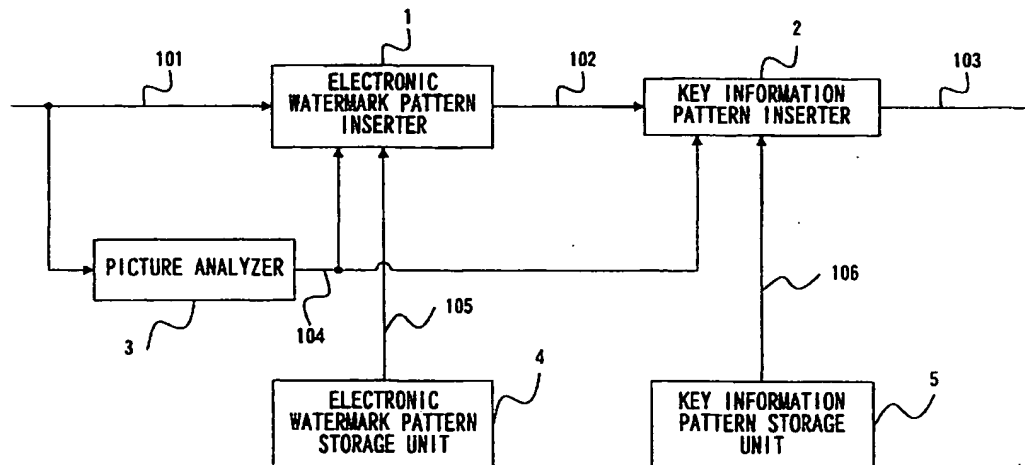 1
2
101
102
103
ELECTRONIC
WATERMARK PATTERN
INSERTER
KEY INFORMATION
PATTERN INSERTER
PICTURE ANALYZER
3
104
105
106
4
5
ELECTRONIC
WATERMARK PATTERN
STORAGE UNIT
KEY INFORMATION
PATTERN STORAGE
UNIT